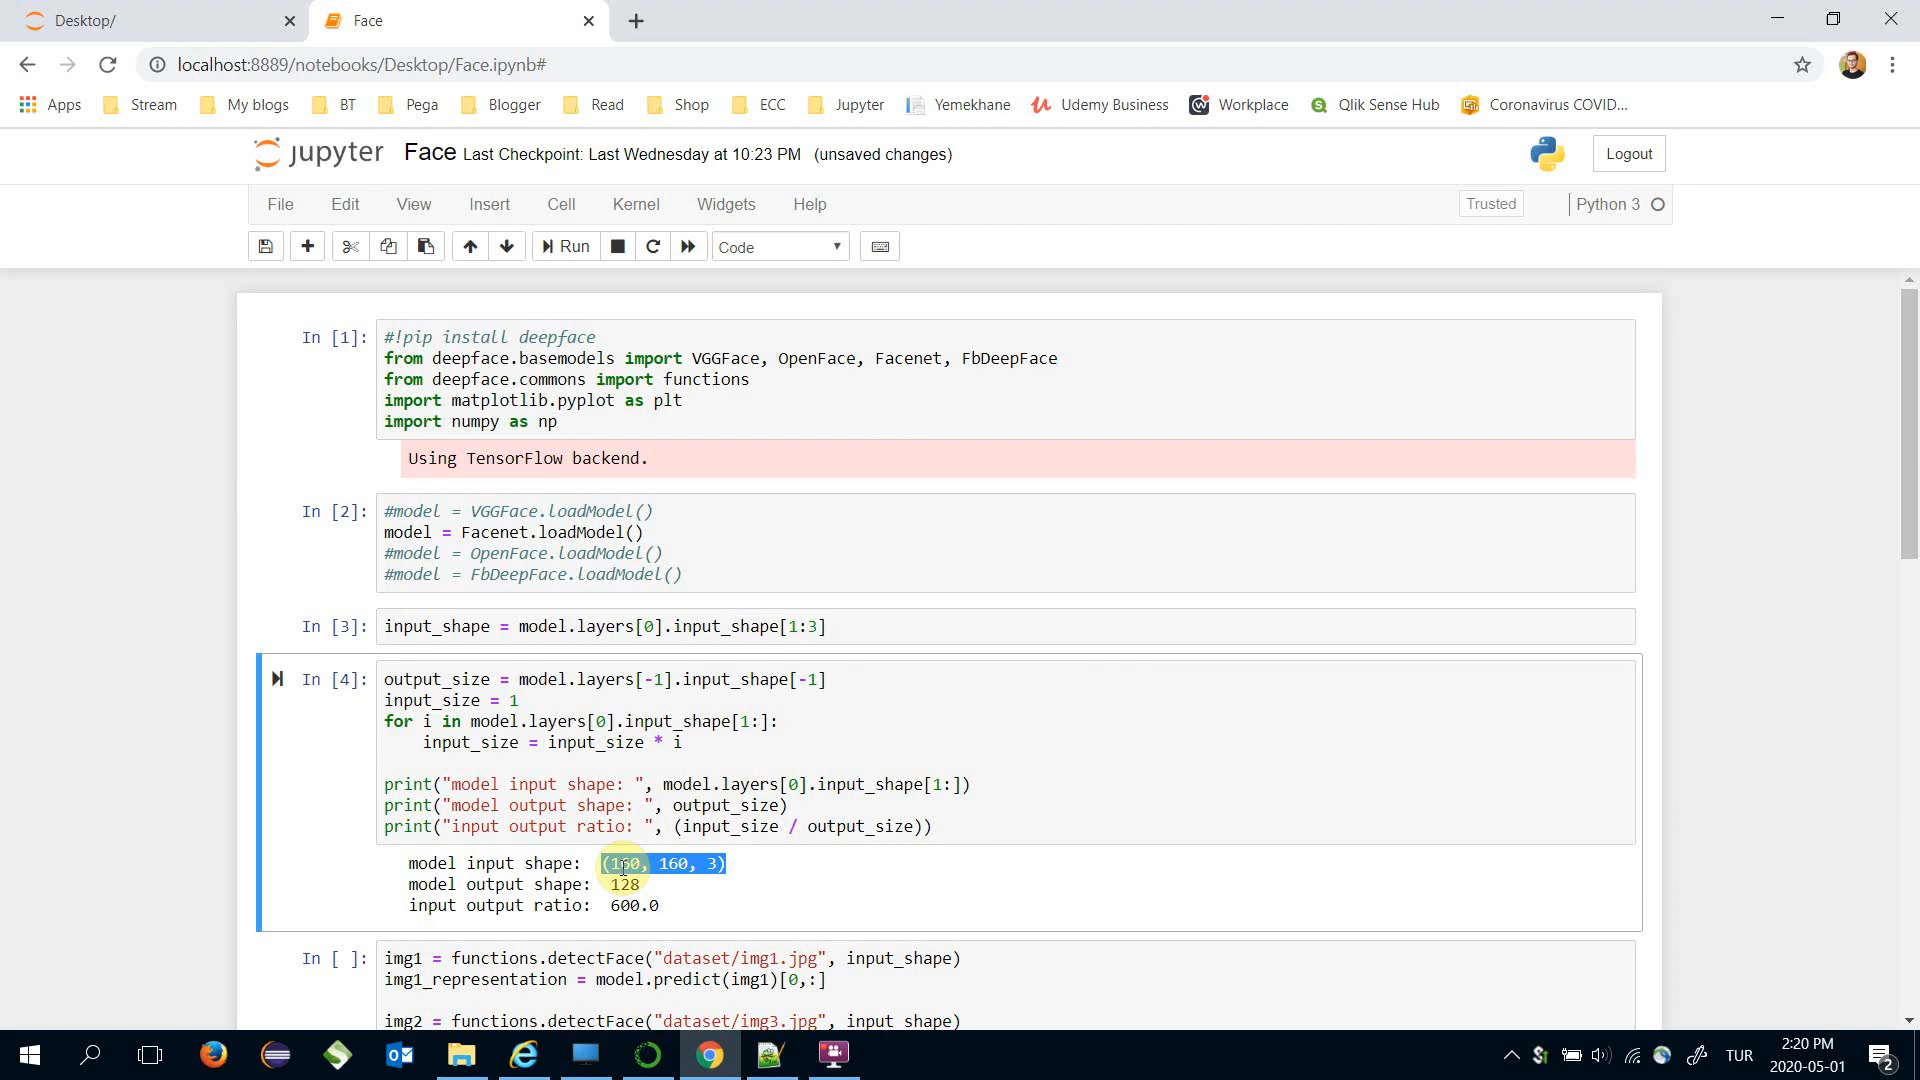 Desktop/
Face
localhost:8889/notebooks/Desktop/Face.ipynb#
Apps Stream My blogs BT Pega Blogger Read Shop ECC Jupyter Yemekhane Udemy Business Workplace Qlik Sense Hub Coronavirus COVID...
jupyter Face Last Checkpoint: Last Wednesday at 10:23 PM (unsaved changes) Logout
File Edit View Insert Cell Kernel Widgets Help Trusted Python 3
Run Code
In [1]: #!pip install deepface
from deepface.basemodels import VGGFace, OpenFace, Facenet, FbDeepFace
from deepface.commons import functions
import matplotlib.pyplot as plt
import numpy as np
Using TensorFlow backend.
In [2]: #model = VGGFace.loadModel()
model = Facenet.loadModel()
#model = OpenFace.loadModel()
#model = FbDeepFace.loadModel()
In [3]: input_shape = model.layers[0].input_shape[1:3]
In [4]: output_size = model.layers[-1].input_shape[-1]
input_size = 1
for i in model.layers[0].input_shape[1:]:
    input_size = input_size * i
print("model input shape: ", model.layers[0].input_shape[1:])
print("model output shape: ", output_size)
print("input output ratio: ", (input_size / output_size))
model input shape:  (160, 160, 3)
model output shape:  128
input output ratio:  600.0
In [ ]: img1 = functions.detectFace("dataset/img1.jpg", input_shape)
img1_representation = model.predict(img1)[0,:]
img2 = functions.detectFace("dataset/img3.jpg", input_shape)
TUR
2:20 PM
2020-05-01
2